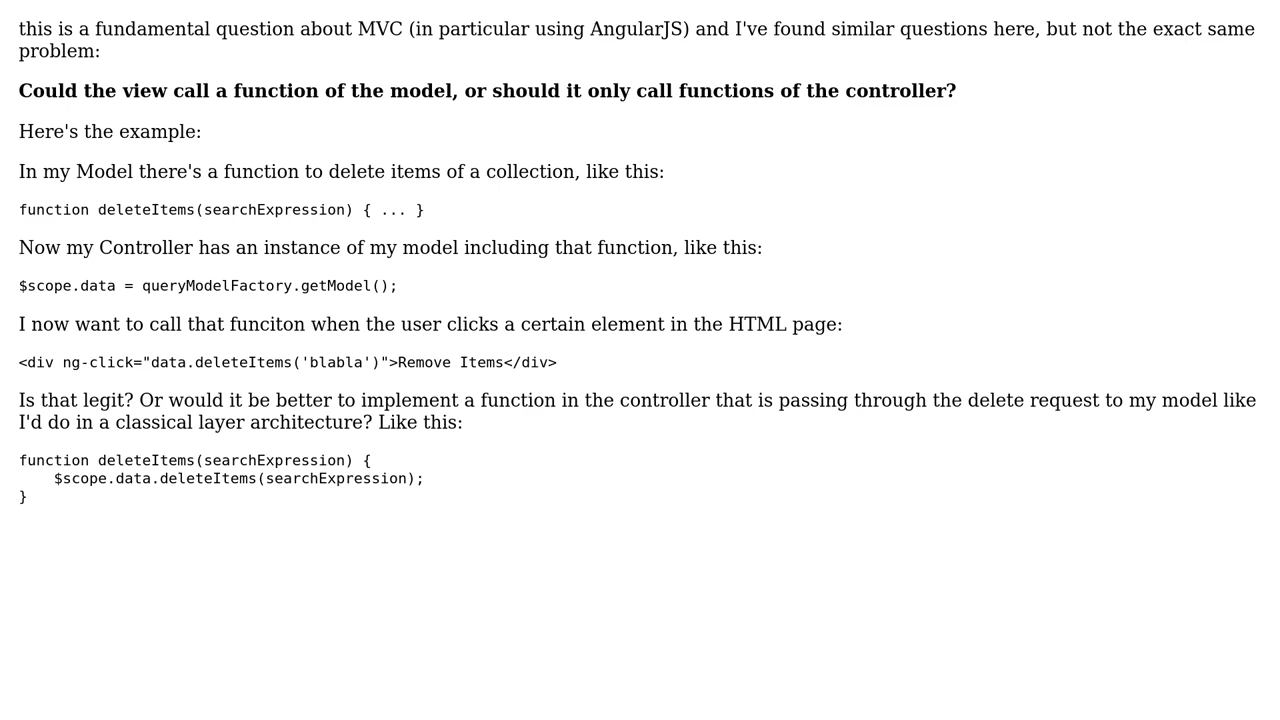 this is a fundamental question about MVC (in particular using AngularJS) and I've found similar questions here, but not the exact same
problem:
Could the view call a function of the model, or should it only call functions of the controller?
Here's the example:
In my Model there's a function to delete items of a collection, like this:
function deleteItems(searchExpression) { ... }
Now my Controller has an instance of my model including that function, like this:
$scope.data = queryModelFactory.getModel();
I now want to call that funciton when the user clicks a certain element in the HTML page:
<div ng-click="data.deleteItems('blabla')">Remove Items</div>
Is that legit? Or would it be better to implement a function in the controller that is passing through the delete request to my model like
I'd do in a classical layer architecture? Like this:
function deleteItems(searchExpression) {
    $scope.data.deleteItems(searchExpression);
}